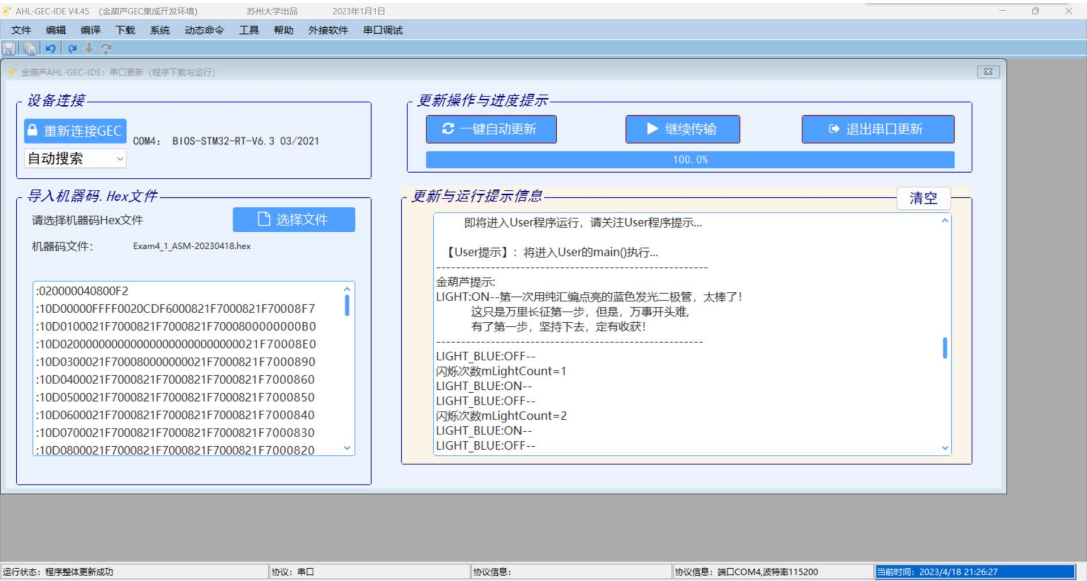 AHL-GEC-IDE V4.45 (金葫芦GEC集成开发环境) 苏州大学出品 2023年1月1日
文件 编辑 编译 下载 系统 动态命令 工具 帮助 外接软件 串口调试
金葫芦AHL-GEC-IDE: 串口更新 (程序下载与运行)
设备连接
重新连接GEC
COM4: BIOS-STM32-RT-V6.3 03/2021
自动搜索
更新操作与进度提示
一键自动更新 继续传输 退出串口更新
100.0%
导入机器码.Hex文件
请选择机器码Hex文件 选择文件
机器码文件: Exam4_1_ASM-20230418.hex
:020000040800F2
:10D00000FFFF0020CDF6000821F7000821F70008F7
:10D0100021F7000821F7000821F7000800000000B0
:10D0200000000000000000000000000021F70008E0
:10D0300021F700080000000021F7000821F7000890
:10D0400021F7000821F7000821F7000821F7000860
:10D0500021F7000821F7000821F7000821F7000850
:10D0600021F7000821F7000821F7000821F7000840
:10D0700021F7000821F7000821F7000821F7000830
:10D0800021F7000821F7000821F7000821F7000820
更新与运行提示信息
清空
即将进入User程序运行，请关注User程序提示...
【User提示】: 将进入User的main()执行...
------------------------------------------------------
金葫芦提示:
LIGHT:ON--第一次用纯汇编点亮的蓝色发光二极管，太棒了！
这只是万里长征第一步，但是，万事开头难,
有了第一步，坚持下去，定有收获！
------------------------------------------------------
LIGHT_BLUE:OFF--
闪烁次数mLightCount=1
LIGHT_BLUE:ON--
LIGHT_BLUE:OFF--
闪烁次数mLightCount=2
LIGHT_BLUE:ON--
LIGHT_BLUE:OFF--
运行状态: 程序整体更新成功 协议: 串口 协议信息: 协议信息: 端口COM4,波特率115200 当前时间: 2023/4/18 21:26:27